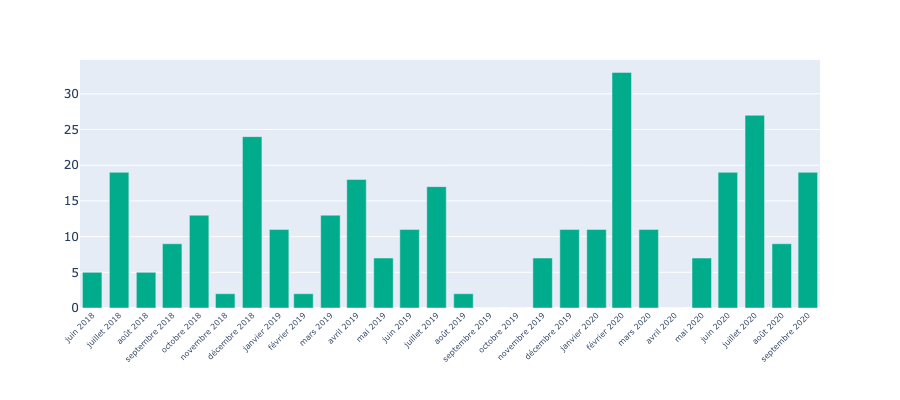 30
25
20
15
10
5
0
juin 2018
juillet 2018
août 2018
septembre 2018
octobre 2018
novembre 2018
décembre 2018
janvier 2019
février 2019
mars 2019
avril 2019
mai 2019
juin 2019
juillet 2019
août 2019
septembre 2019
octobre 2019
novembre 2019
décembre 2019
janvier 2020
février 2020
mars 2020
avril 2020
mai 2020
juin 2020
juillet 2020
août 2020
septembre 2020